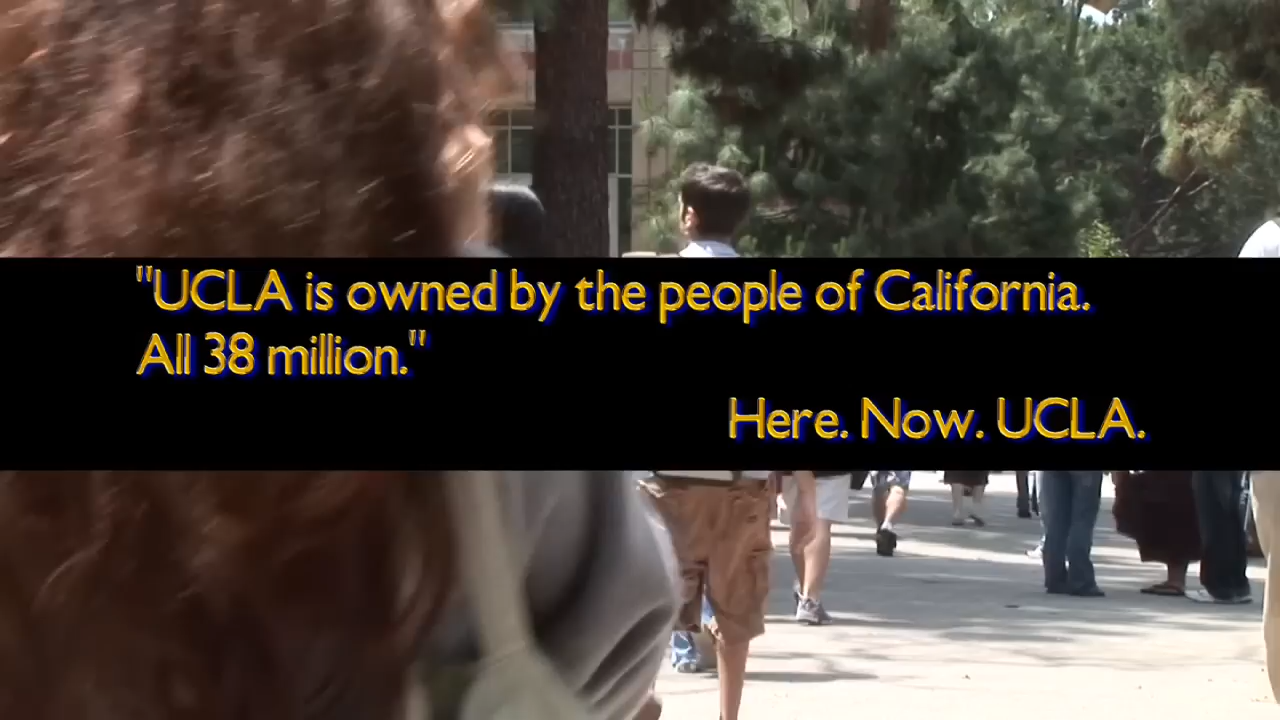 "UCLA is owned by the people of California.
All 38 million."
Here. Now. UCLA.